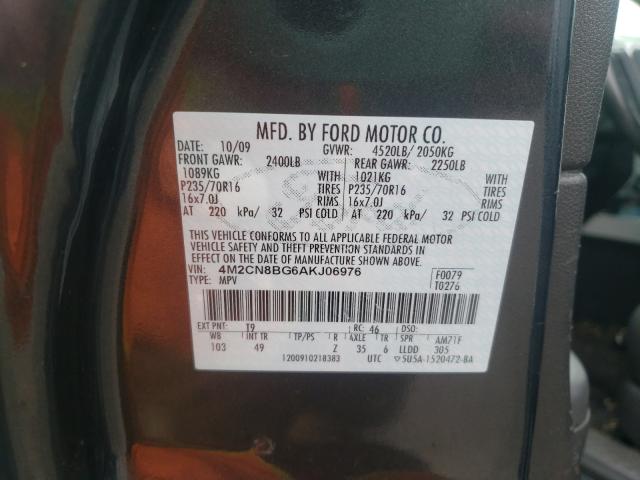 MFD. BY FORD MOTOR CO.
DATE: 10/09 GVWR: 4520LB/ 2050KG
FRONT GAWR: 2400LB REAR GAWR: 2250LB
1089KG WITH 1021KG WITH
P235/70R16 TIRES P235/70R16 TIRES
16x7.0J RIMS 16x7.0J RIMS
AT 220 kPa/ 32 PSI COLD AT 220 kPa/ 32 PSI COLD
THIS VEHICLE CONFORMS TO ALL APPLICABLE FEDERAL MOTOR
VEHICLE SAFETY AND THEFT PREVENTION STANDARDS IN
EFFECT ON THE DATE OF MANUFACTURE SHOWN ABOVE.
VIN: 4M2CN8BG6AKJ06976 F0079
TYPE: MPV T0276
EXT PNT: T9 RC: 46 DSO:
WB INT TR TP/PS R AXLE TR SPR AM71F
103 49 Z 35 6 LLDD 305
1200910218383 UTC 5U5A-1520472-BA